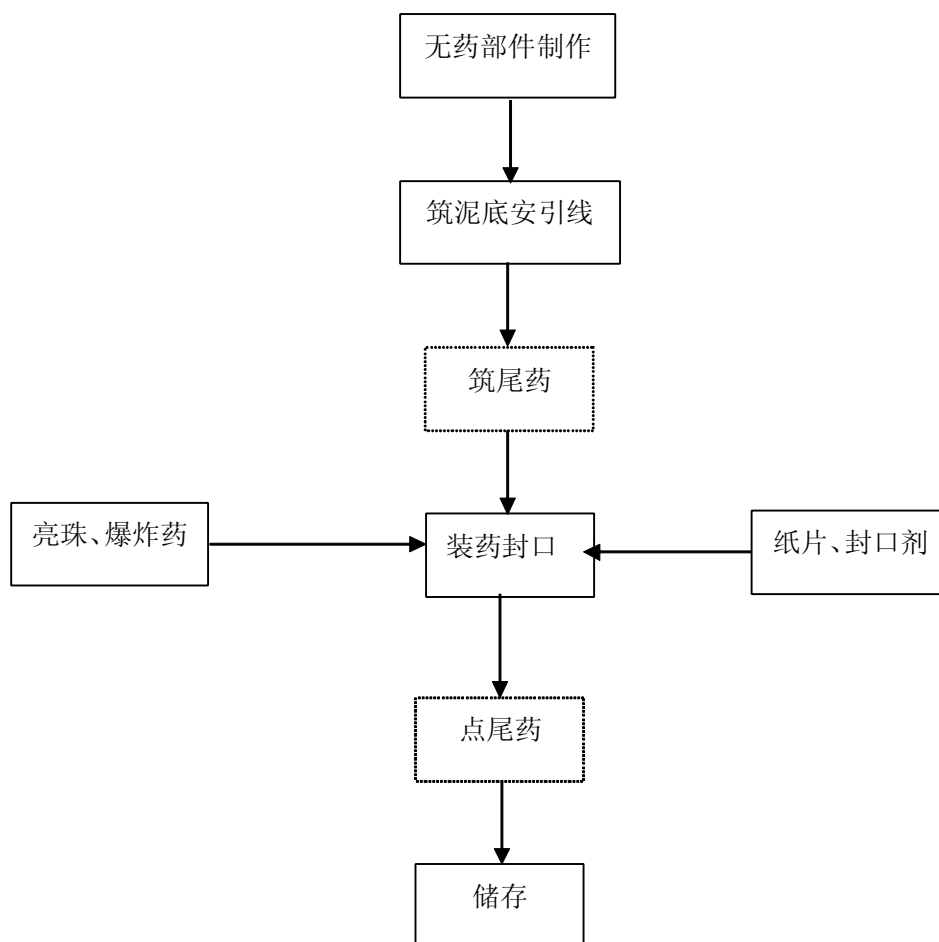 无药部件制作
筑泥底安引线
筑尾药
亮珠、爆炸药
装药封口
纸片、封口剂
点尾药
储存